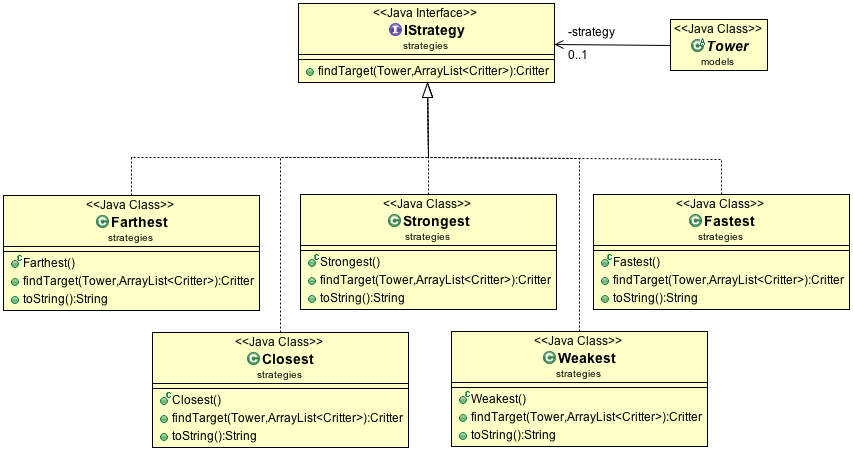 <<Java Interface>>
IStrategy
strategies
findTarget(Tower,ArrayList<Critter>):Critter
-strategy
0..1
<<Java Class>>
Tower
models
<<Java Class>>
Farthest
strategies
Farthest()
findTarget(Tower,ArrayList<Critter>):Critter
toString():String
<<Java Class>>
Strongest
strategies
Strongest()
findTarget(Tower,ArrayList<Critter>):Critter
toString():String
<<Java Class>>
Fastest
strategies
Fastest()
findTarget(Tower,ArrayList<Critter>):Critter
toString():String
<<Java Class>>
Closest
strategies
Closest()
findTarget(Tower,ArrayList<Critter>):Critter
toString():String
<<Java Class>>
Weakest
strategies
Weakest()
findTarget(Tower,ArrayList<Critter>):Critter
toString():String